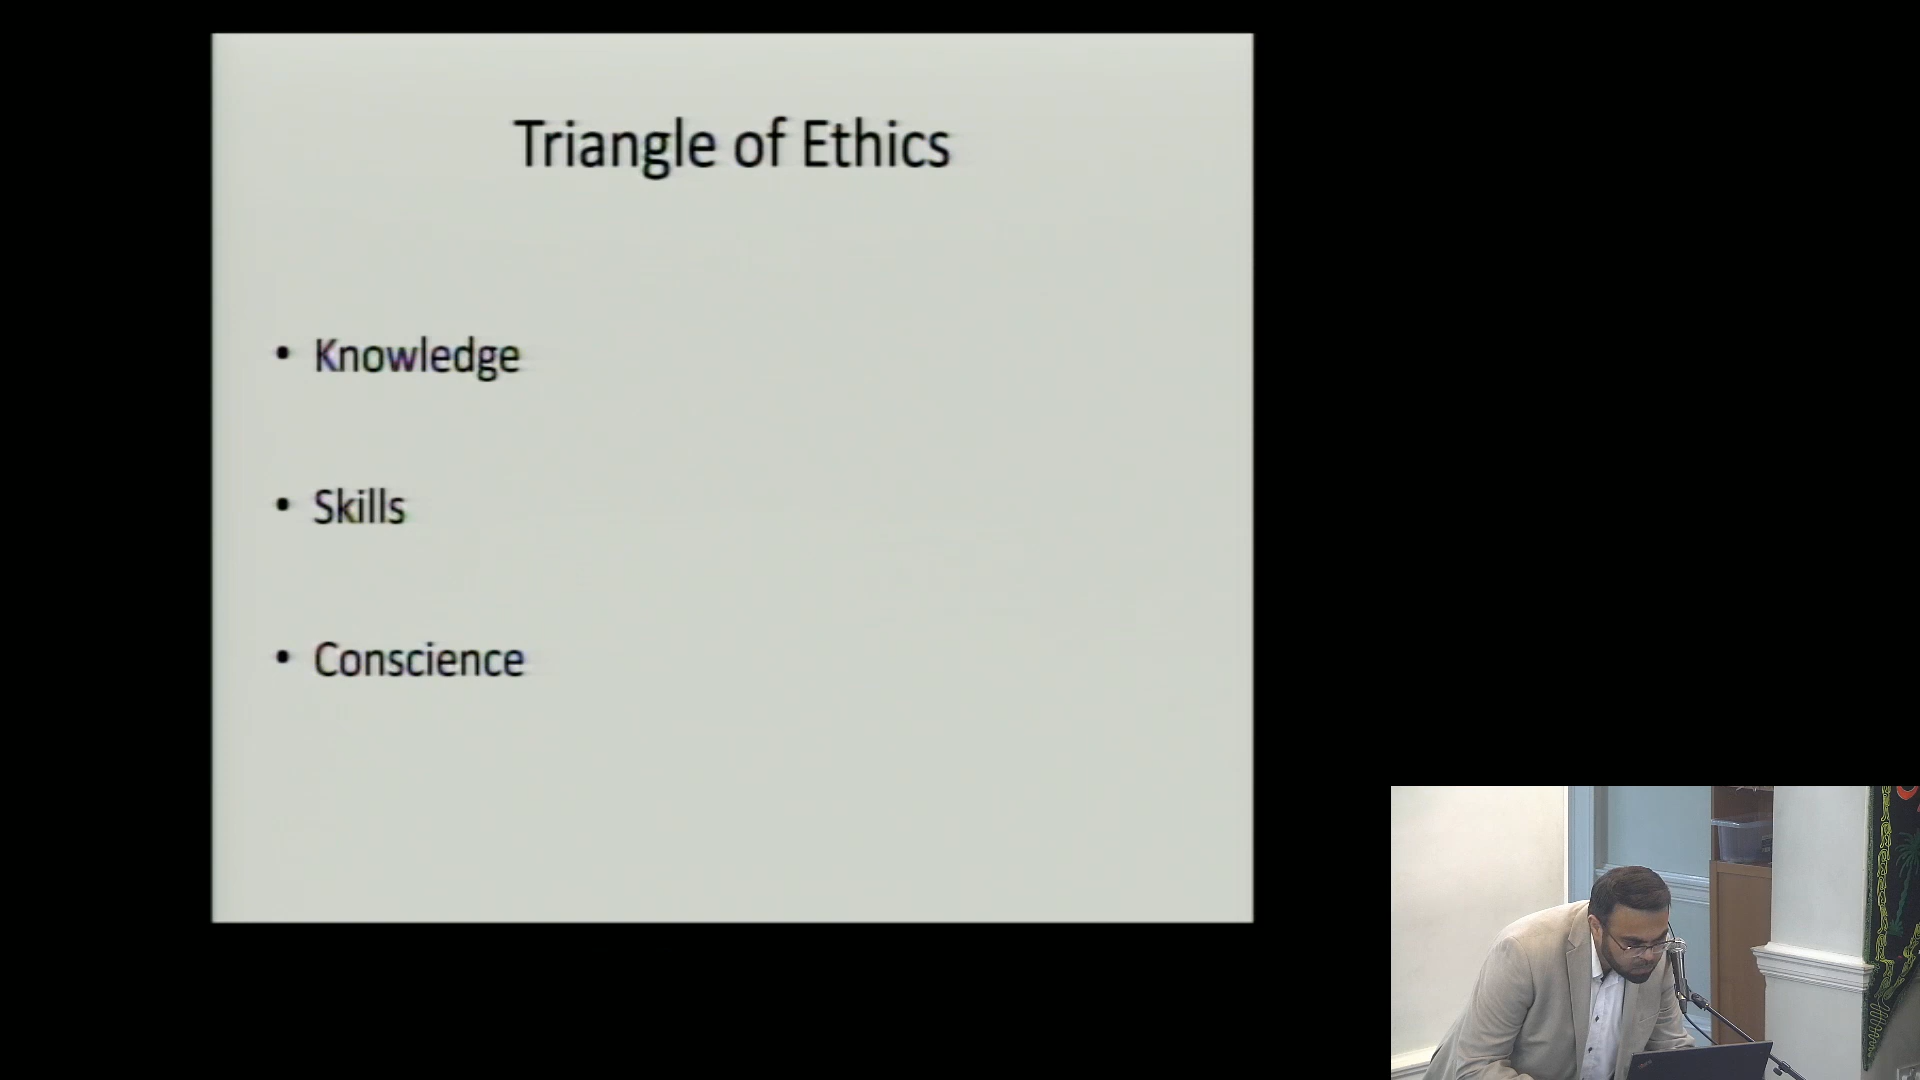 Triangle of Ethics
• Knowledge
• Skills
• Conscience